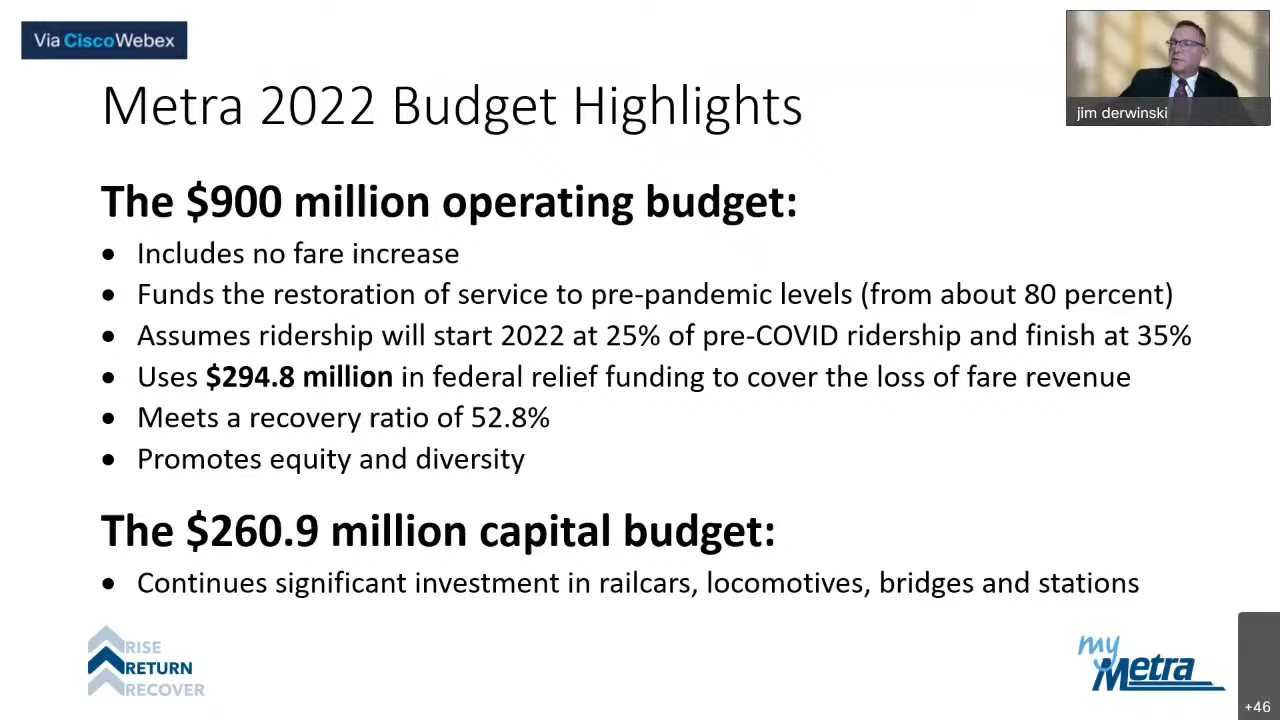 Via CiscoWebex
jim derwinski
Metra 2022 Budget Highlights
The $900 million operating budget:
• Includes no fare increase
• Funds the restoration of service to pre-pandemic levels (from about 80 percent)
• Assumes ridership will start 2022 at 25% of pre-COVID ridership and finish at 35%
• Uses $294.8 million in federal relief funding to cover the loss of fare revenue
• Meets a recovery ratio of 52.8%
• Promotes equity and diversity
The $260.9 million capital budget:
• Continues significant investment in railcars, locomotives, bridges and stations
RISE
RETURN
RECOVER
my
Metra
+46